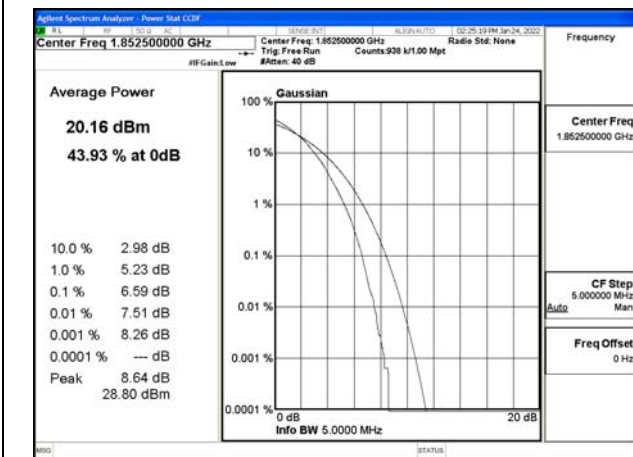 Agilent Spectrum Analyzer - Power Stat CCDF
RL RF 50 Ω AC SENSE:INT ALIGN AUTO 02:25:19 PM Jan 24, 2022
Center Freq 1.852500000 GHz
Center Freq: 1.852500000 GHz Radio Std: None
Trig: Free Run Counts:938 k/1.00 Mpt
#IFGain:Low #Atten: 40 dB
Frequency
Average Power
20.16 dBm
43.93 % at 0dB
10.0 % 2.98 dB
1.0 % 5.23 dB
0.1 % 6.59 dB
0.01 % 7.51 dB
0.001 % 8.26 dB
0.0001 % --- dB
Peak 8.64 dB
28.80 dBm
Gaussian
100 %
10 %
1 %
0.1 %
0.01 %
0.001 %
0.0001 %
0 dB 20 dB
Info BW 5.0000 MHz
Center Freq
1.852500000 GHz
CF Step
5.000000 MHz
Auto Man
Freq Offset
0 Hz
MSG STATUS